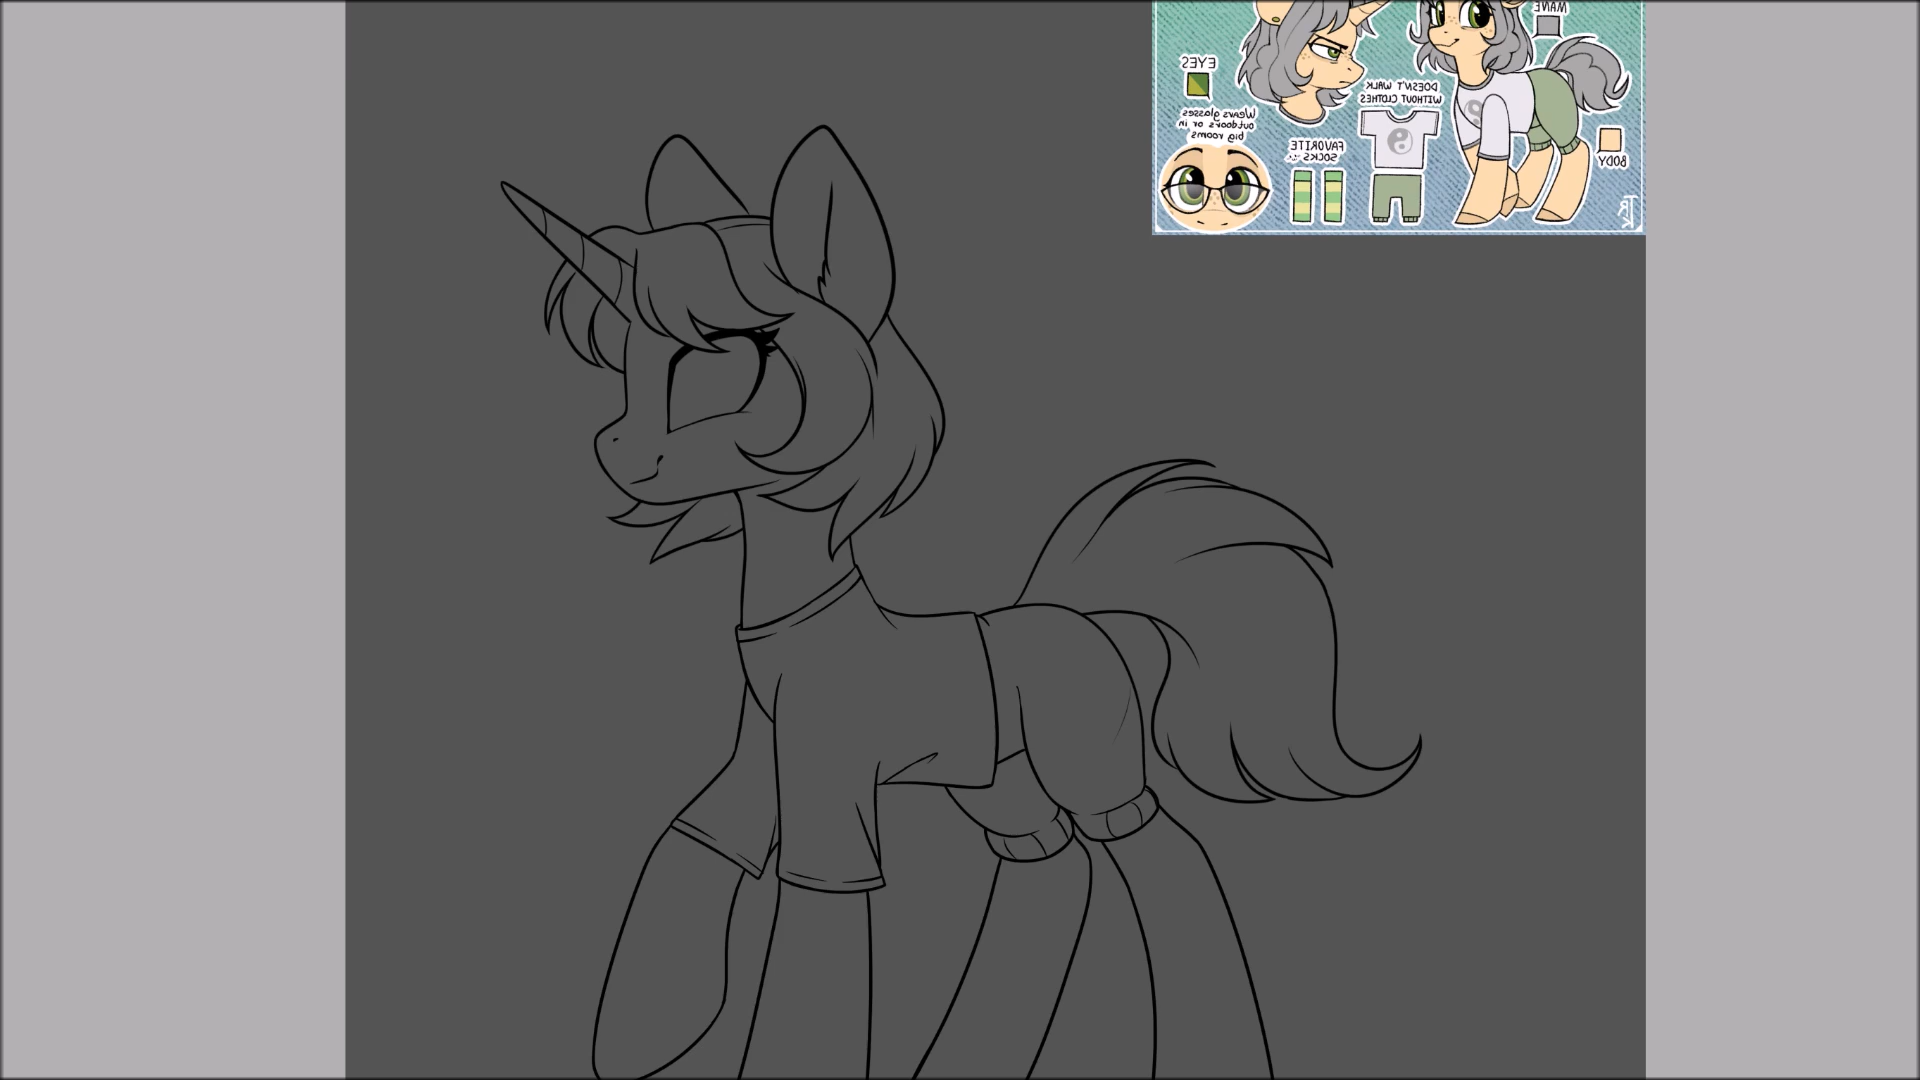 MANE
EYES
DOESN'T WALK
WITHOUT CLOTHES
Wears glasses
outdoors or in
big rooms
FAVORITE
SOCKS
BODY